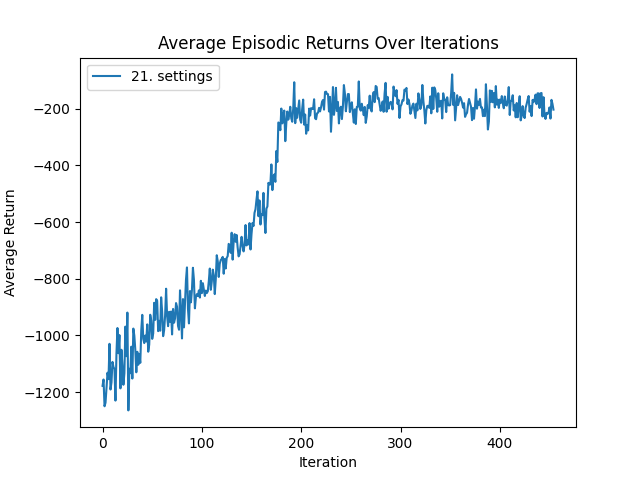 Average Episodic Returns Over Iterations
21. settings
−200
−400
−600
−800
−1000
−1200
Average Return
0 100 200 300 400
Iteration